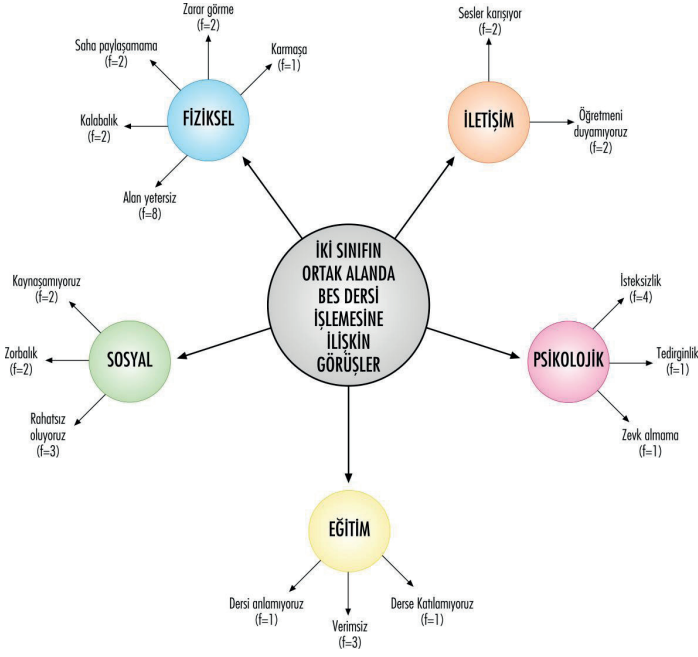 Zarar görme
(f=2)
Saha paylaşamama
(f=2)
Karmaşa
(f=1)
Kalabalık
(f=2)
FİZİKSEL
Alan yetersiz
(f=8)
Sesler karışıyor
(f=2)
İLETİŞİM
Öğretmeni
duyamıyoruz
(f=2)
İKİ SINIFIN
ORTAK ALANDA
BES DERSİ
İŞLEMESİNE
İLİŞKİN
GÖRÜŞLER
Kaynaşamıyoruz
(f=2)
Zorbalık
(f=2)
SOSYAL
Rahatsız
oluyoruz
(f=3)
İsteksizlik
(f=4)
PSİKOLOJİK
Tedirginlik
(f=1)
Zevk almama
(f=1)
EĞİTİM
Dersi anlamıyoruz
(f=1)
Verimsiz
(f=3)
Derse Katılamıyoruz
(f=1)